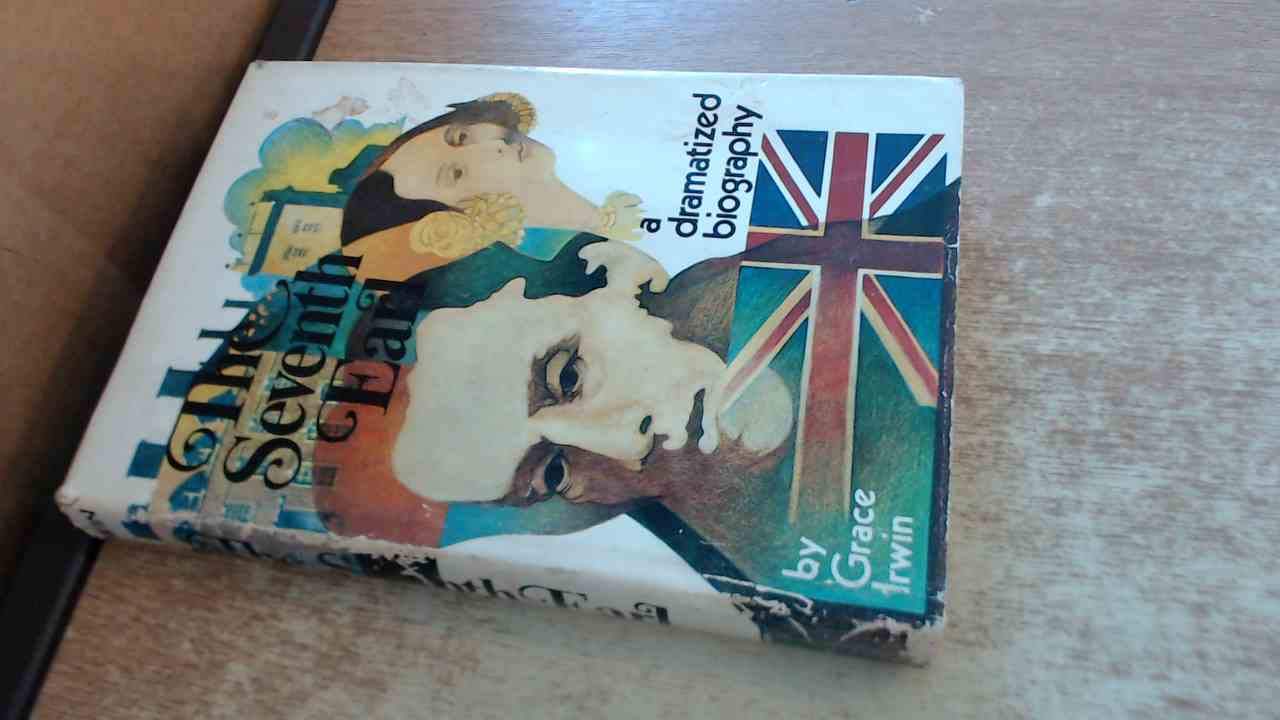 The
Seventh
Earl
a
dramatized
biography
by
Grace
Irwin